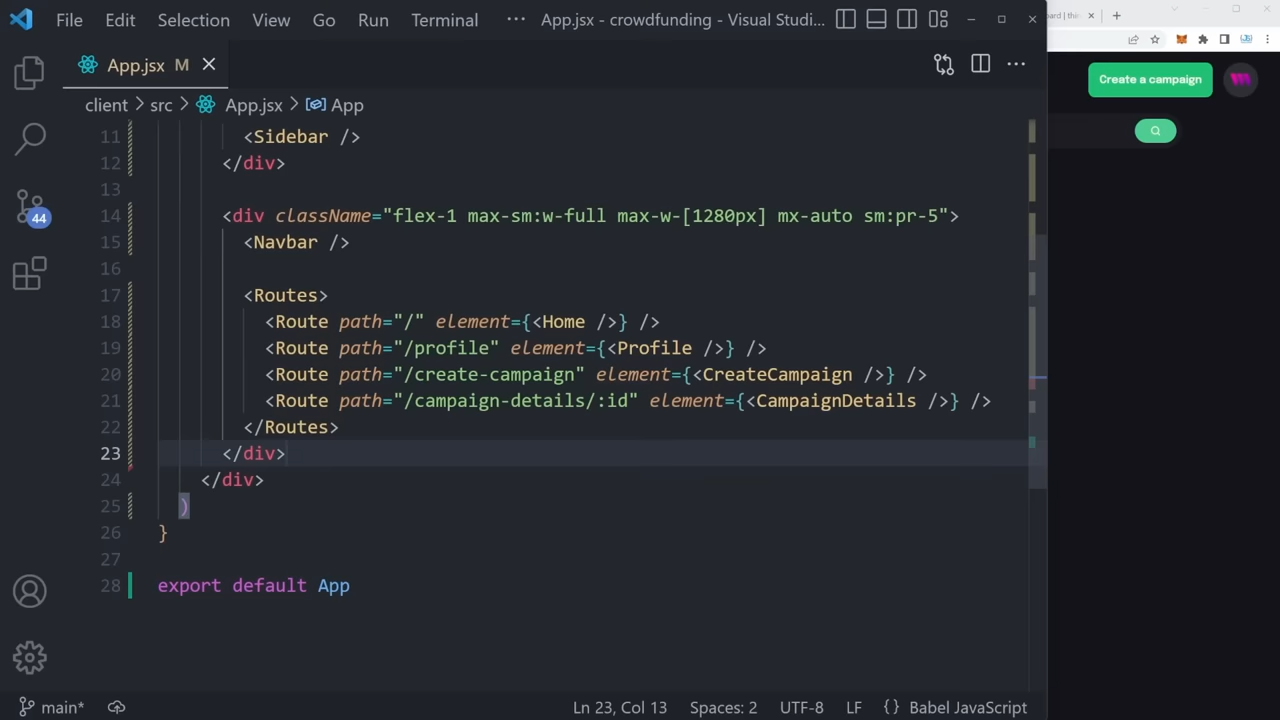 File Edit Selection View Go Run Terminal ··· App.jsx - crowdfunding - Visual Studi...
App.jsx M
client > src > App.jsx > App
11 <Sidebar />
12 </div>
13
14 <div className="flex-1 max-sm:w-full max-w-[1280px] mx-auto sm:pr-5">
15 <Navbar />
16
17 <Routes>
18 <Route path="/" element={<Home />} />
19 <Route path="/profile" element={<Profile />} />
20 <Route path="/create-campaign" element={<CreateCampaign />} />
21 <Route path="/campaign-details/:id" element={<CampaignDetails />} />
22 </Routes>
23 </div>
24 </div>
25 )
26 }
27
28 export default App
44
main* Ln 23, Col 13 Spaces: 2 UTF-8 LF {} Babel JavaScript
Create a campaign